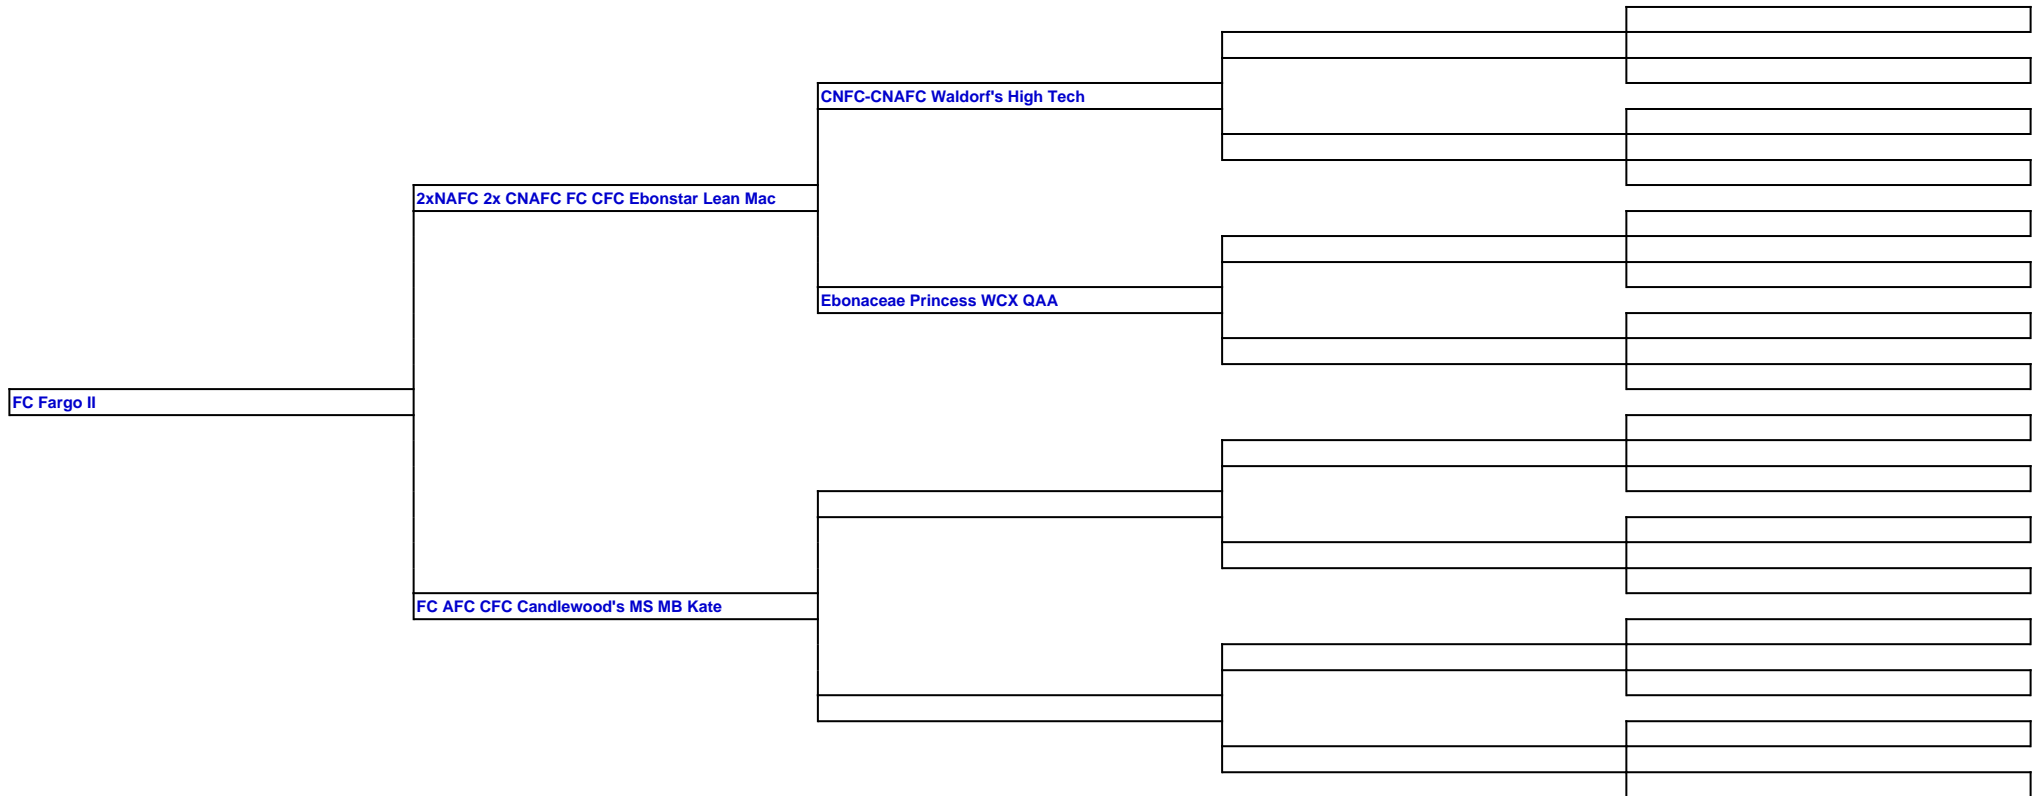 CNFC-CNAFC Waldorf's High Tech
2xNAFC 2x CNAFC FC CFC Ebonstar Lean Mac
Ebonaceae Princess WCX QAA
FC Fargo II
FC AFC CFC Candlewood's MS MB Kate